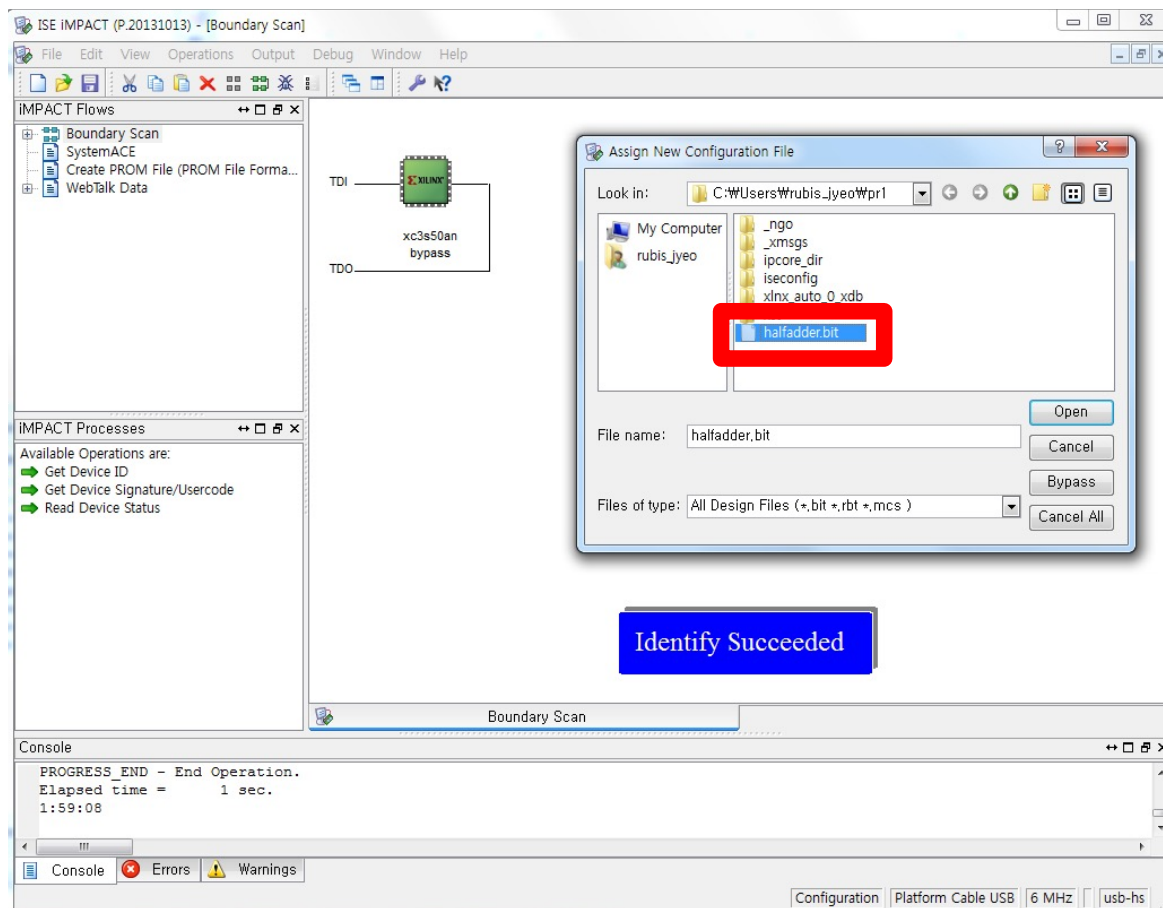 ISE iMPACT (P.20131013) - [Boundary Scan]
File Edit View Operations Output Debug Window Help
iMPACT Flows
Boundary Scan
SystemACE
Create PROM File (PROM File Forma...
WebTalk Data
TDI
XILINX
xc3s50an
bypass
TDO
Assign New Configuration File
Look in: C:₩Users₩rubis_jyeo₩pr1
My Computer
rubis_jyeo
_ngo
_xmsgs
ipcore_dir
iseconfig
xlnx_auto_0_xdb
halfadder.bit
File name: halfadder.bit
Files of type: All Design Files (*.bit *.rbt *.mcs )
Open
Cancel
Bypass
Cancel All
iMPACT Processes
Available Operations are:
Get Device ID
Get Device Signature/Usercode
Read Device Status
Identify Succeeded
Boundary Scan
Console
PROGRESS_END - End Operation.
Elapsed time = 1 sec.
1:59:08
Console Errors Warnings
Configuration Platform Cable USB 6 MHz usb-hs